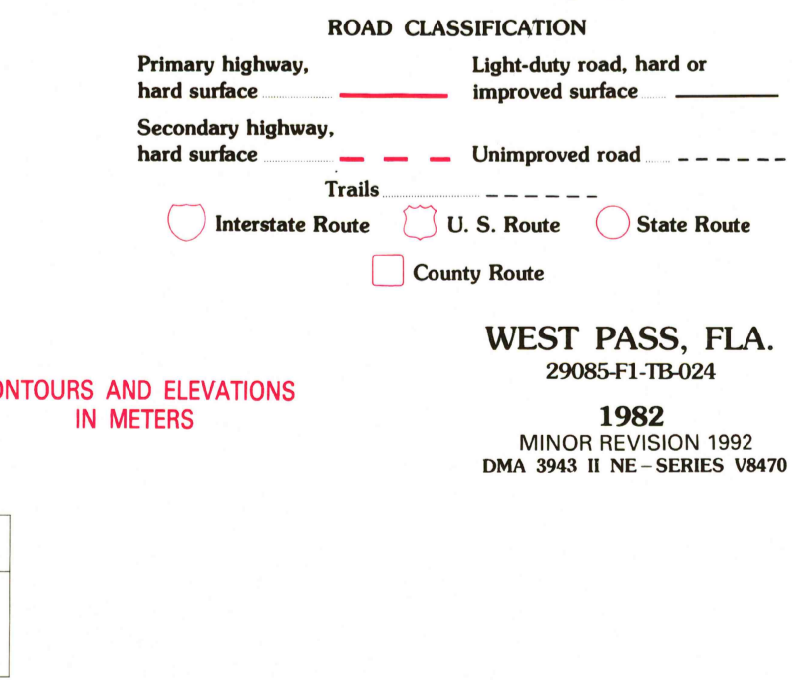 ROAD CLASSIFICATION
Primary highway,
hard surface
Light-duty road, hard or
improved surface
Secondary highway,
hard surface
Unimproved road
Trails
Interstate Route
U. S. Route
State Route
County Route
WEST PASS, FLA.
29085-F1-TB-024
1982
MINOR REVISION 1992
DMA 3943 II NE–SERIES V8470
ONTOURS AND ELEVATIONS
IN METERS